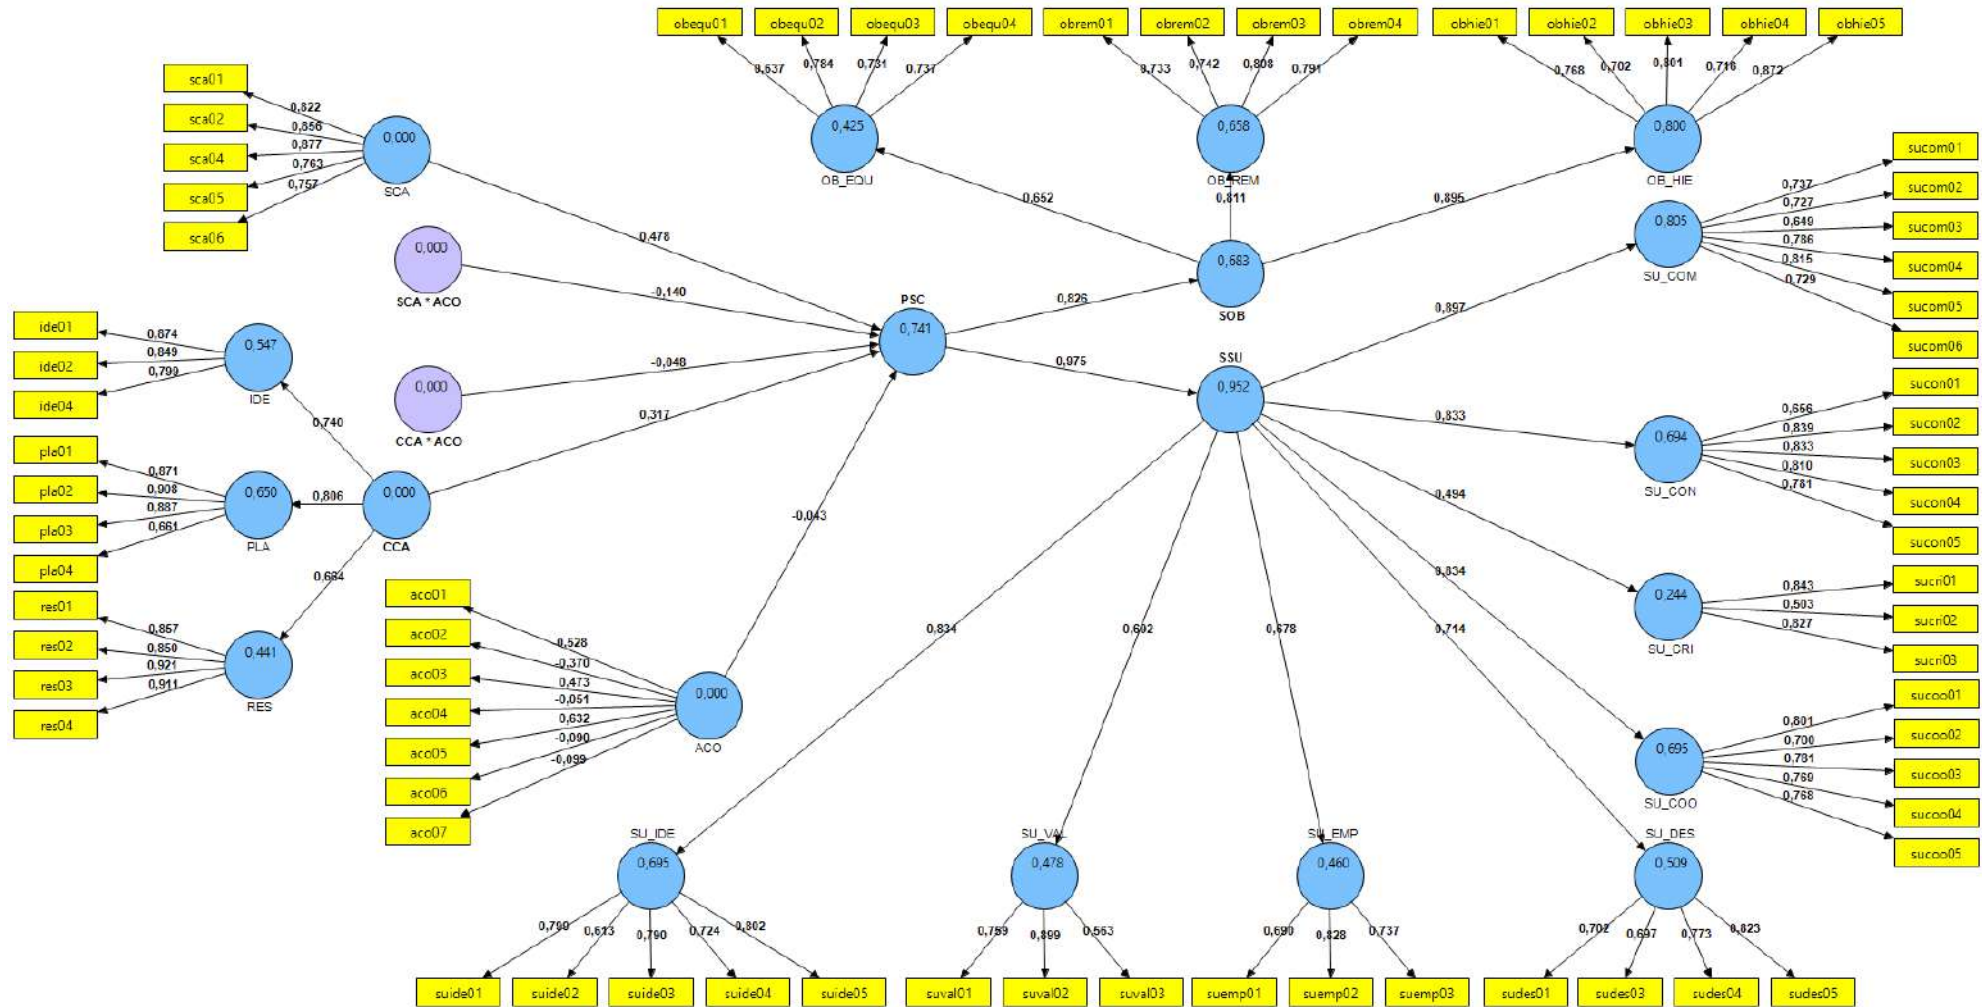 obequ01 obequ02 obequ03 obequ04 obrem01 obrem02 obrem03 obrem04 obhie01 obhie02 obhie03 obhie04 obhie05
0,637 0,784 0,731 0,737 0,733 0,742 0,808 0,791 0,768 0,702 0,801 0,716 0,872
0,425
OB_EQU
0,658
OB_REM
0,800
OB_HIE
sca01
sca02
sca04
sca05
sca06
0,822
0,856
0,877
0,763
0,757
0,000
SCA
0,652
0,811
0,895
0,478
0,000
SCA * ACO
-0,140
0,000
CCA * ACO
-0,048
0,317
PSC
0,741
0,826
0,975
0,683
SOB
SSU
0,952
ide01
ide02
ide04
0,874
0,849
0,799
0,547
IDE
0,740
pla01
pla02
pla03
pla04
0,871
0,908
0,887
0,661
0,650
PLA
0,806
0,000
CCA
0,664
res01
res02
res03
res04
0,857
0,850
0,921
0,911
0,441
RES
aco01
aco02
aco03
aco04
aco05
aco06
aco07
0,528
-0,370
0,473
-0,051
0,632
-0,090
-0,099
0,000
ACO
-0,043
0,897
0,833
0,494
0,834
0,714
0,678
0,692
0,834
0,805
SU_COM
0,737
0,727
0,649
0,786
0,815
0,729
sucom01
sucom02
sucom03
sucom04
sucom05
sucom06
0,694
SU_CON
0,656
0,839
0,833
0,810
0,781
sucon01
sucon02
sucon03
sucon04
sucon05
0,244
SU_CRI
0,843
0,503
0,827
sucri01
sucri02
sucri03
0,695
SU_COO
0,801
0,700
0,781
0,769
0,768
sucoo01
sucoo02
sucoo03
sucoo04
sucoo05
SU_IDE
0,695
0,799 0,613 0,790 0,724 0,802
suide01 suide02 suide03 suide04 suide05
SU_VAL
0,478
0,759 0,899 0,563
suval01 suval02 suval03
SU_EMP
0,460
0,690 0,828 0,737
suemp01 suemp02 suemp03
SU_DES
0,509
0,702 0,697 0,773 0,823
sudes01 sudes03 sudes04 sudes05